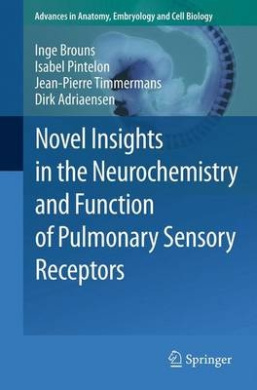 Advances in Anatomy, Embryology and Cell Biology
Inge Brouns
Isabel Pintelon
Jean-Pierre Timmermans
Dirk Adriaensen
Novel Insights
in the Neurochemistry
and Function
of Pulmonary Sensory
Receptors
Springer